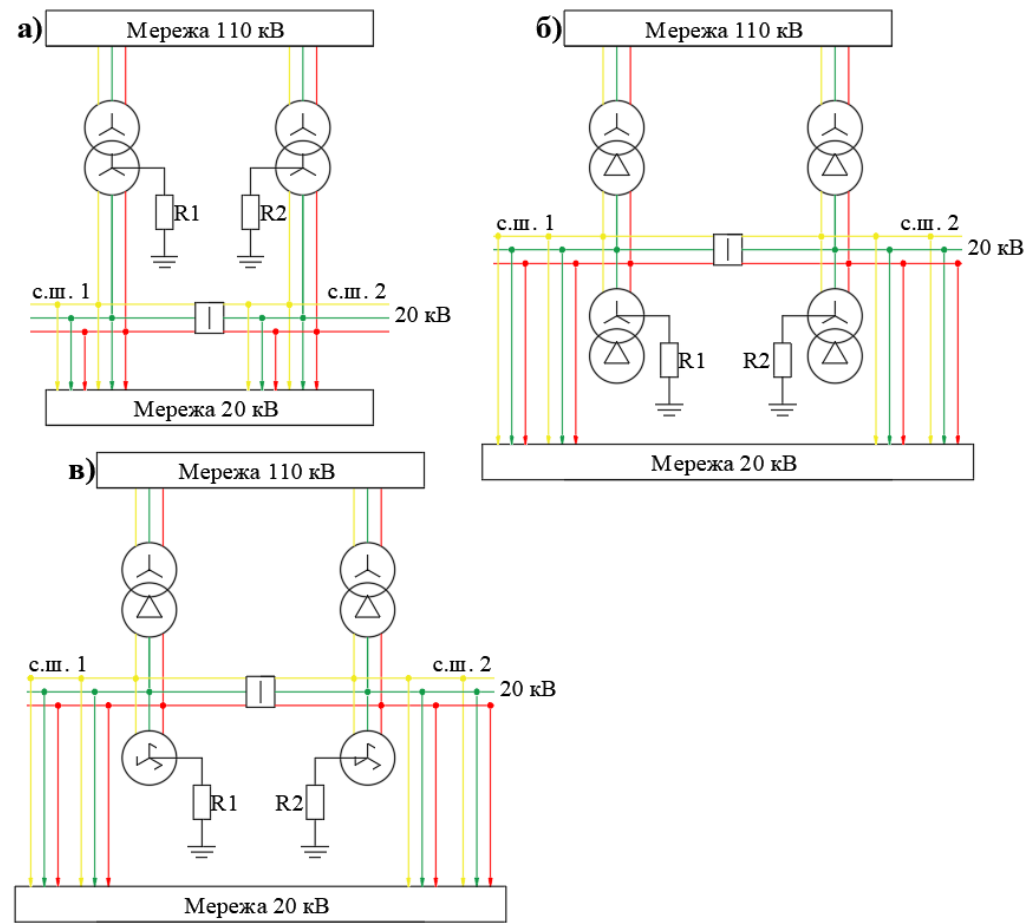 а)
Мережа 110 кВ
R1
R2
с.ш. 1
с.ш. 2
20 кВ
Мережа 20 кВ
б)
Мережа 110 кВ
с.ш. 1
с.ш. 2
20 кВ
R1
R2
Мережа 20 кВ
в)
Мережа 110 кВ
с.ш. 1
с.ш. 2
20 кВ
R1
R2
Мережа 20 кВ